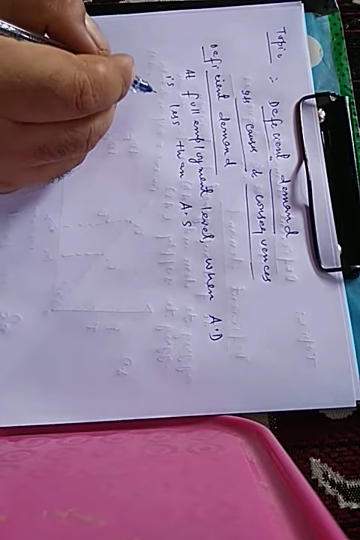 Topic :- Deficient demand
its causes & consequences
Deficient demand
At full employment level, when A.D
is less than A.S